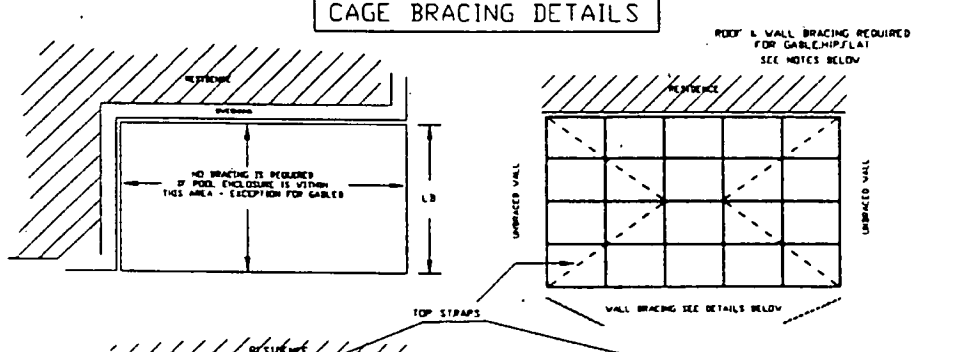 CAGE BRACING DETAILS
ROOF & WALL BRACING REQUIRED
FOR GABLE,HIP,FLAT
SEE NOTES BELOW
RESIDENCE
RESIDENCE
OVERHANG
NO BRACING IS REQUIRED
IF POOL ENCLOSURE IS WITHIN
THIS AREA - EXCEPTION FOR GABLED
LB
UNBRACED WALL
UNBRACED WALL
TOP STRAPS
WALL BRACING SEE DETAILS BELOW
RESIDENCE